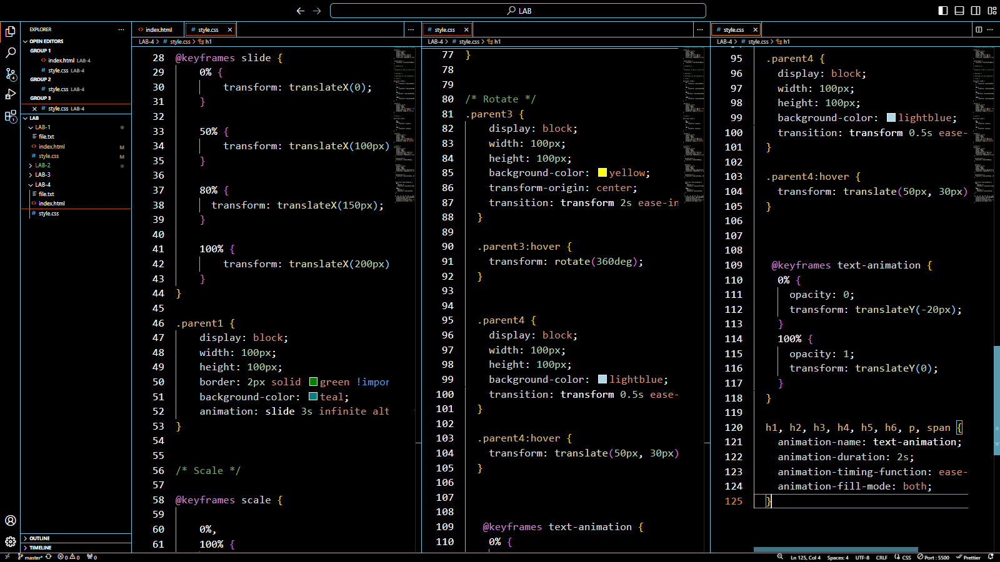 LAB
EXPLORER
OPEN EDITORS
GROUP 1
index.html LAB-4
style.css LAB-4
GROUP 2
style.css LAB-4
GROUP 3
style.css LAB-4
LAB
LAB-1
file.txt
index.html M
style.css M
LAB-2
LAB-3
LAB-4
file.txt
index.html
style.css
OUTLINE
TIMELINE
4
1
index.html
style.css
LAB-4 > # style.css > h1
28 @keyframes slide {
29 0% {
30 transform: translateX(0);
31 }
32
33 50% {
34 transform: translateX(100px)
35 }
36
37 80% {
38 transform: translateX(150px);
39 }
40
41 100% {
42 transform: translateX(200px)
43 }
44 }
45
46 .parent1 {
47 display: block;
48 width: 100px;
49 height: 100px;
50 border: 2px solid green !impor
51 background-color: teal;
52 animation: slide 3s infinite alt
53 }
54
55
56 /* Scale */
57
58 @keyframes scale {
59
60 0%,
61 100% {
# style.css
LAB-4 > # style.css > h1
77 }
78
79
80 /* Rotate */
81 .parent3 {
82 display: block;
83 width: 100px;
84 height: 100px;
85 background-color: yellow;
86 transform-origin: center;
87 transition: transform 2s ease-in
88 }
89
90 .parent3:hover {
91 transform: rotate(360deg);
92 }
93
94
95 .parent4 {
96 display: block;
97 width: 100px;
98 height: 100px;
99 background-color: lightblue;
100 transition: transform 0.5s ease-
101 }
102
103 .parent4:hover {
104 transform: translate(50px, 30px)
105 }
106
107
108
109 @keyframes text-animation {
110 0% {
# style.css
LAB-4 > # style.css > h1
95 .parent4 {
96 display: block;
97 width: 100px;
98 height: 100px;
99 background-color: lightblue;
100 transition: transform 0.5s ease-
101 }
102
103 .parent4:hover {
104 transform: translate(50px, 30px)
105 }
106
107
108
109 @keyframes text-animation {
110 0% {
111 opacity: 0;
112 transform: translateY(-20px);
113 }
114 100% {
115 opacity: 1;
116 transform: translateY(0);
117 }
118 }
119
120 h1, h2, h3, h4, h5, h6, p, span {
121 animation-name: text-animation;
122 animation-duration: 2s;
123 animation-timing-function: ease-
124 animation-fill-mode: both;
125 }
master* 0 0 0 Ln 125, Col 4 Spaces: 4 UTF-8 CRLF CSS Port : 5500 Prettier